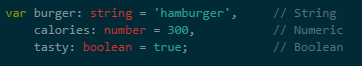 var burger: string = 'hamburger',     // String
    calories: number = 300,           // Numeric
    tasty: boolean = true;            // Boolean